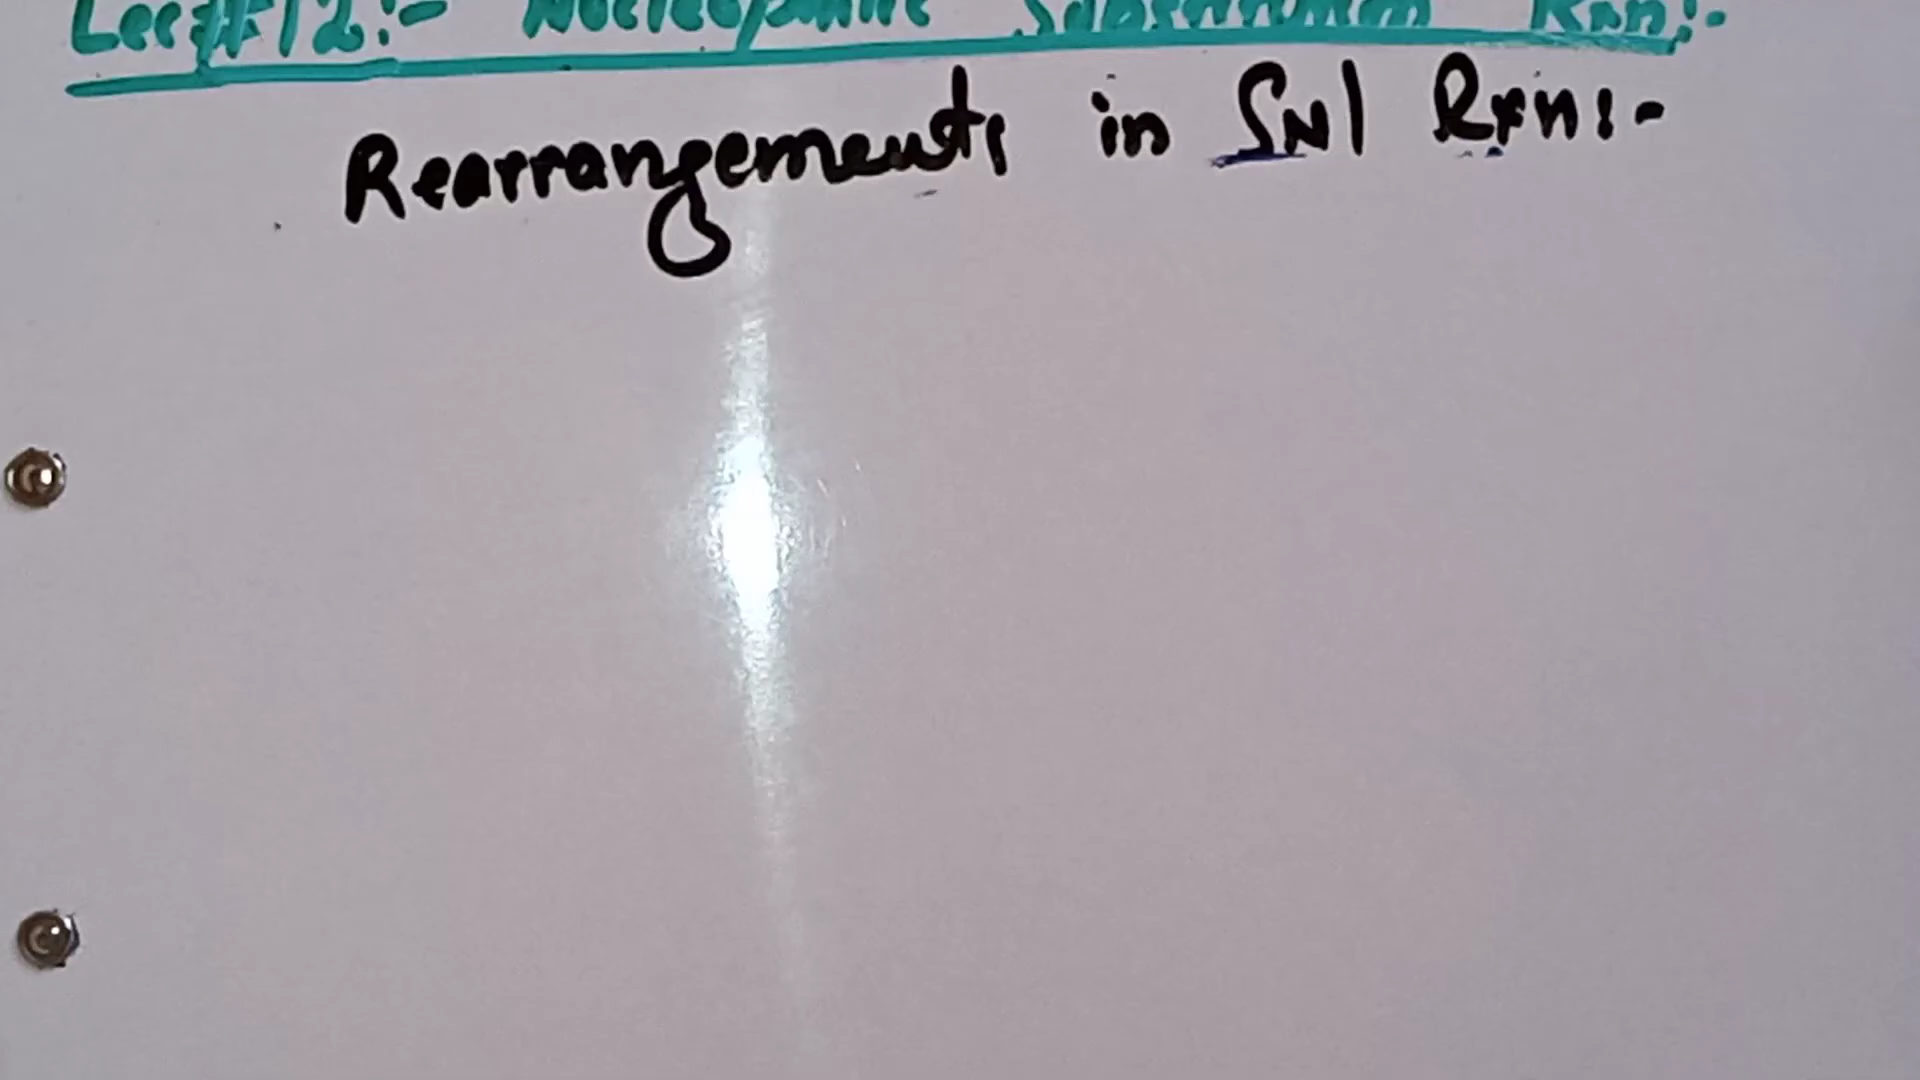 Lec#12:- Nucleophilic Substitution Rxn:-
Rearrangements in SN1 Rxn:-